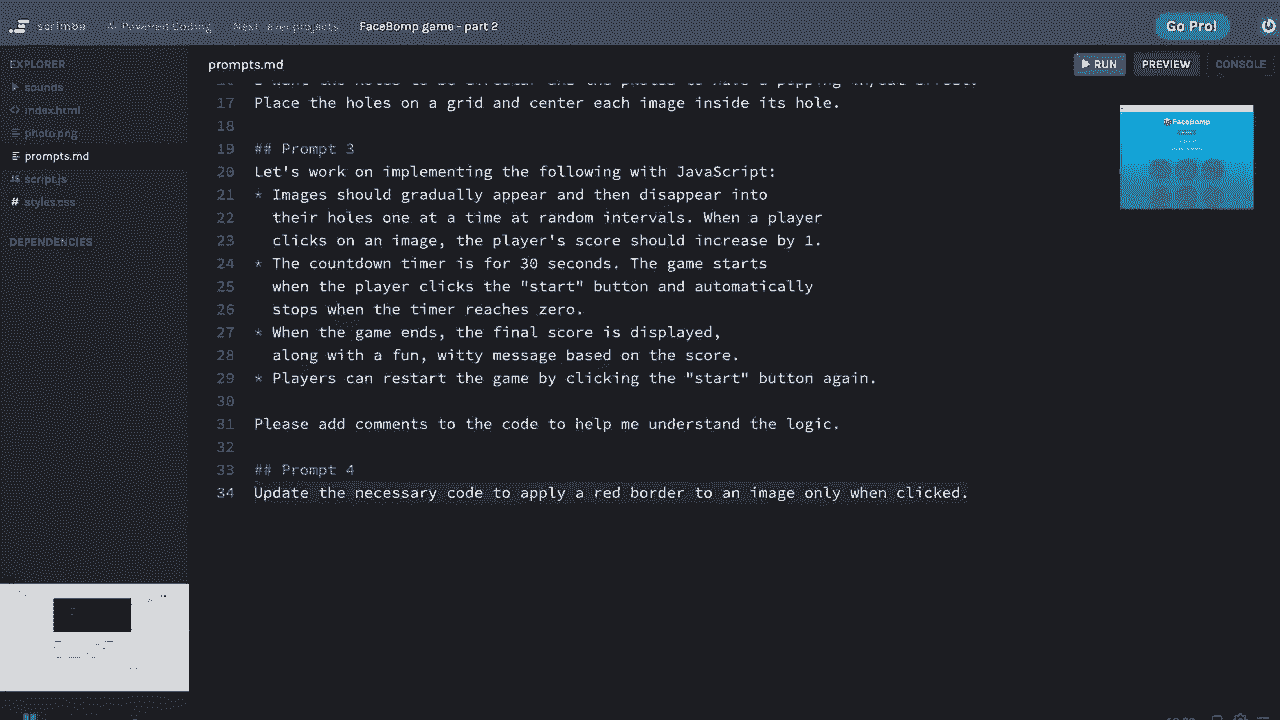 scrimba AI-Powered Coding Next-level projects FaceBomp game - part 2 Go Pro!
EXPLORER prompts.md RUN PREVIEW CONSOLE
sounds
index.html
photo.png
prompts.md
script.js
styles.css
DEPENDENCIES
FaceBomp
17 Place the holes on a grid and center each image inside its hole.
18
19 ## Prompt 3
20 Let's work on implementing the following with JavaScript:
21 * Images should gradually appear and then disappear into
22 their holes one at a time at random intervals. When a player
23 clicks on an image, the player's score should increase by 1.
24 * The countdown timer is for 30 seconds. The game starts
25 when the player clicks the "start" button and automatically
26 stops when the timer reaches zero.
27 * When the game ends, the final score is displayed,
28 along with a fun, witty message based on the score.
29 * Players can restart the game by clicking the "start" button again.
30
31 Please add comments to the code to help me understand the logic.
32
33 ## Prompt 4
34 Update the necessary code to apply a red border to an image only when clicked.